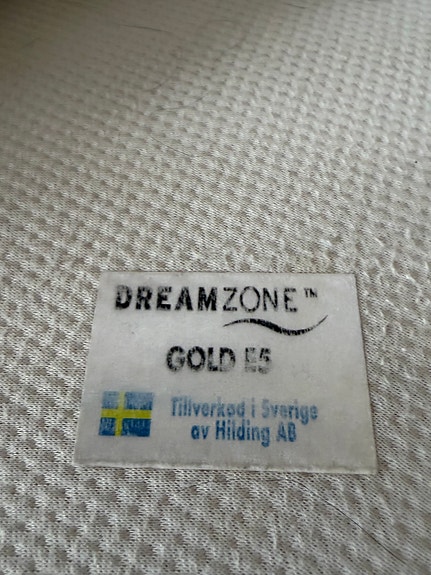 DREAMZONE™
GOLD E5
Tillverkad i Sverige
av Hilding AB